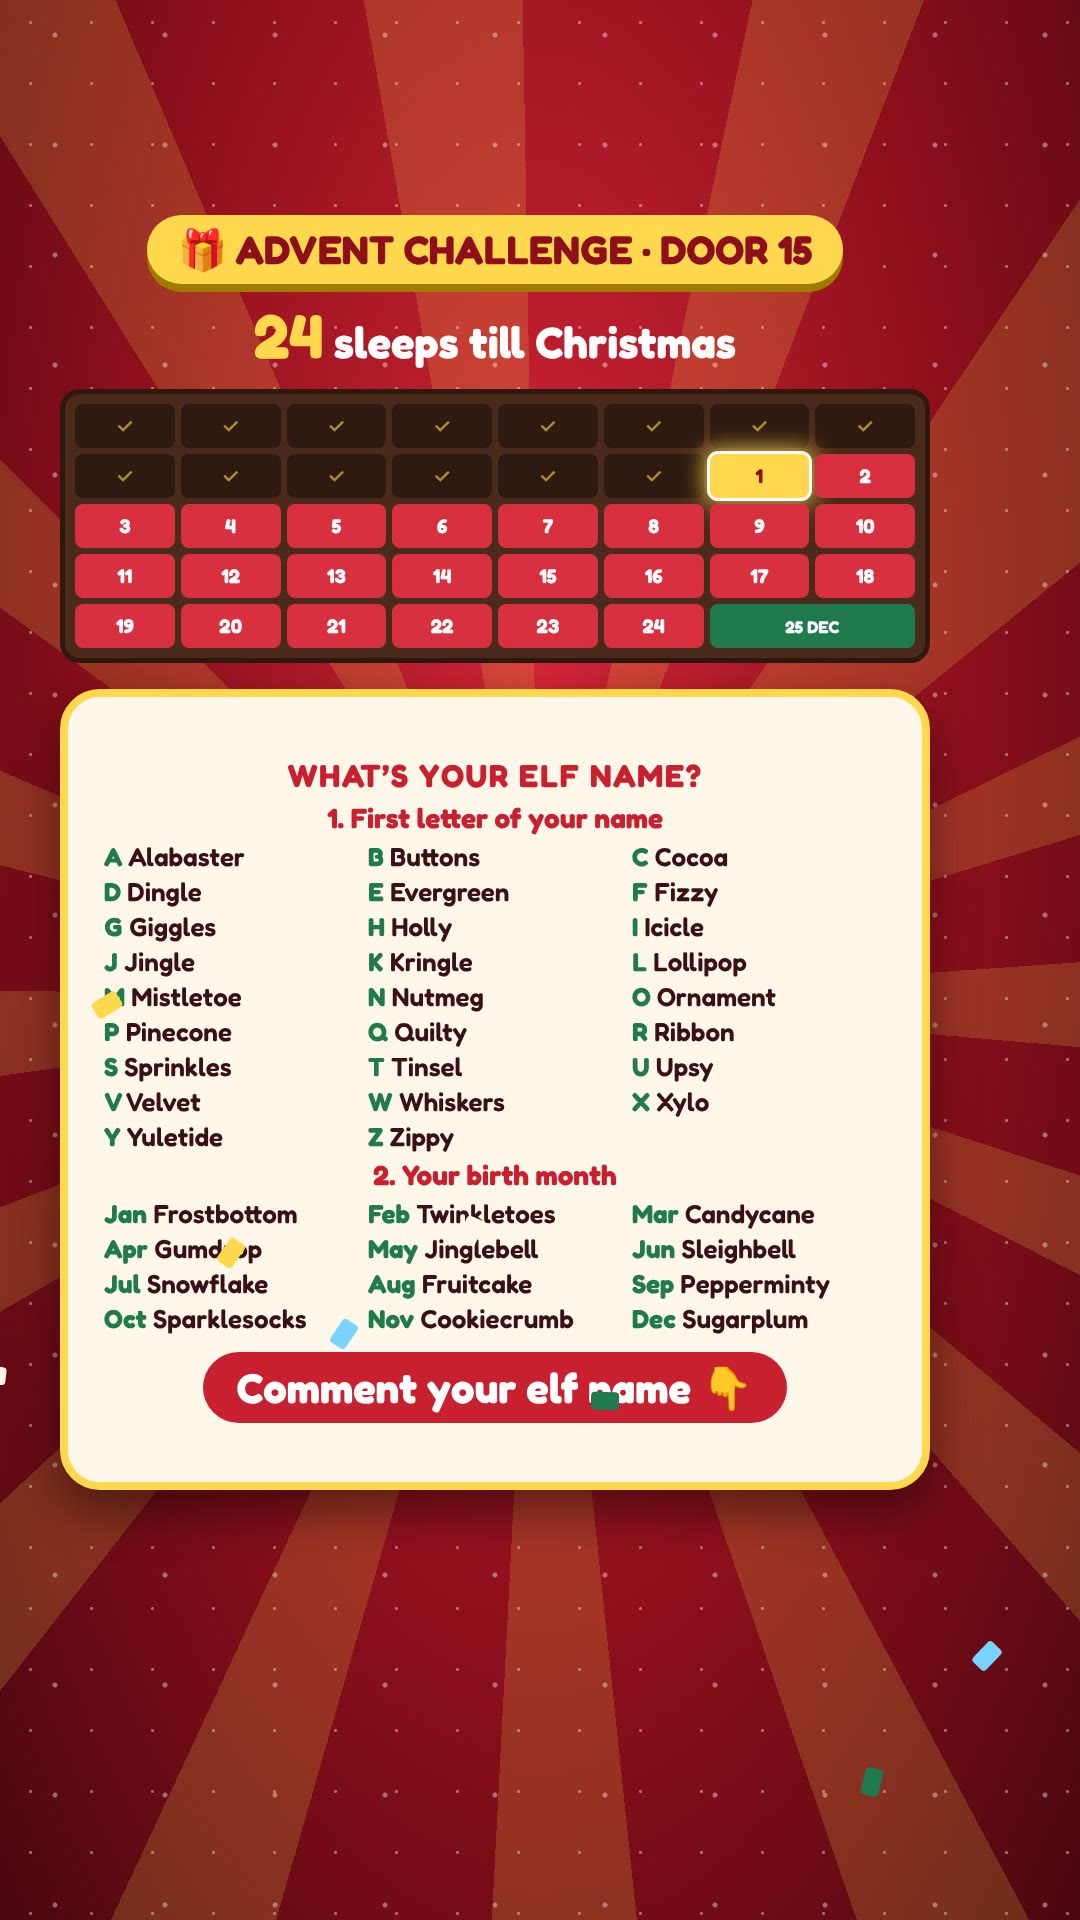 ADVENT CHALLENGE · DOOR 15
24 sleeps till Christmas
1 2
3 4 5 6 7 8 9 10
11 12 13 14 15 16 17 18
19 20 21 22 23 24 25 DEC
WHAT’S YOUR ELF NAME?
1. First letter of your name
A Alabaster B Buttons C Cocoa
D Dingle E Evergreen F Fizzy
G Giggles H Holly I Icicle
J Jingle K Kringle L Lollipop
M Mistletoe N Nutmeg O Ornament
P Pinecone Q Quilty R Ribbon
S Sprinkles T Tinsel U Upsy
V Velvet W Whiskers X Xylo
Y Yuletide Z Zippy
2. Your birth month
Jan Frostbottom Feb Twinkletoes Mar Candycane
Apr Gumdrop May Jinglebell Jun Sleighbell
Jul Snowflake Aug Fruitcake Sep Pepperminty
Oct Sparklesocks Nov Cookiecrumb Dec Sugarplum
Comment your elf name